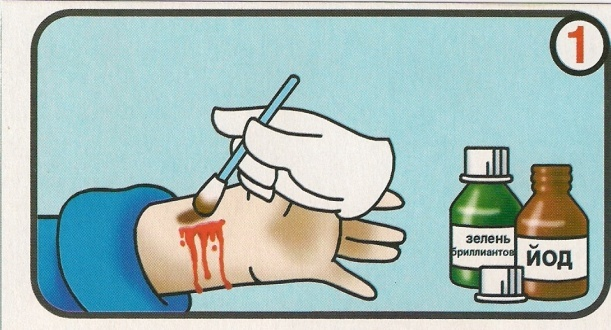 1
зелень
бриллиантов
ЙОД